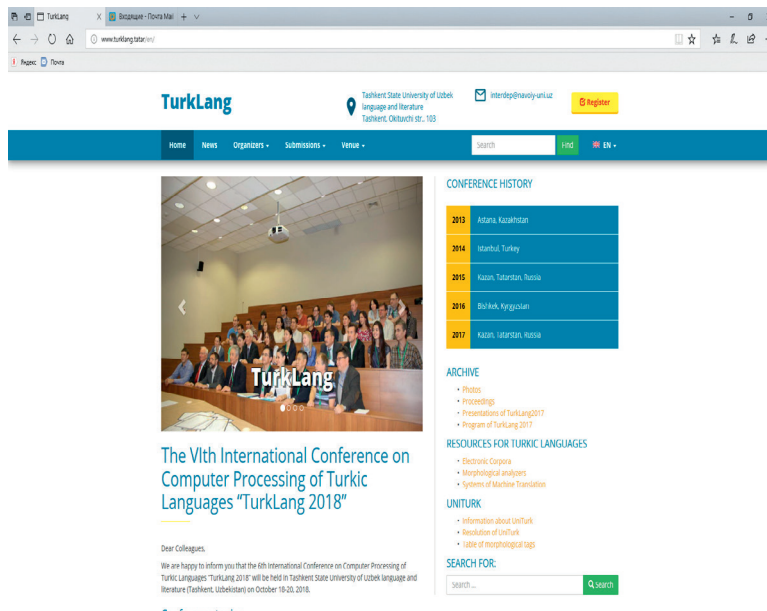 TurkLang
Входящие - Почта Mail
www.turklang.tatar/en/
Яндекс
Почта
TurkLang
Tashkent State University of Uzbek
language and literature
Tashkent, Okituvchi str., 103
interdep@navoiy-uni.uz
Register
Home
News
Organizers
Submissions
Venue
Search
Find
EN
TurkLang
The VIth International Conference on
Computer Processing of Turkic
Languages “TurkLang 2018”
Dear Colleagues,
We are happy to inform you that the 6th International Conference on Computer Processing of
Turkic Languages "TurkLang 2018" will be held in Tashkent State University of Uzbek language and
literature (Tashkent, Uzbekistan) on October 18-20, 2018.
CONFERENCE HISTORY
2013 Astana, Kazakhstan
2014 Istanbul, Turkey
2015 Kazan, Tatarstan, Russia
2016 Bishkek, Kyrgyzstan
2017 Kazan, Tatarstan, Russia
ARCHIVE
Photos
Proceedings
Presentations of TurkLang2017
Program of TurkLang 2017
RESOURCES FOR TURKIC LANGUAGES
Electronic Corpora
Morphological analyzers
Systems of Machine Translation
UNITURK
Information about UniTurk
Resolution of UniTurk
Table of morphological tags
SEARCH FOR:
Search ...
Search